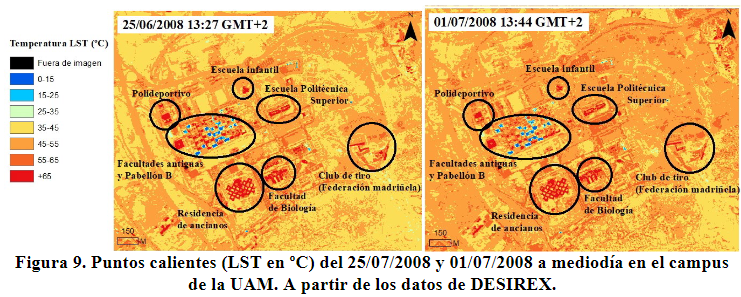 25/06/2008 13:27 GMT+2
01/07/2008 13:44 GMT+2
Temperatura LST (ºC)
Fuera de imagen
0-15
15-25
25-35
35-45
45-55
55-65
+65
Escuela infantil
Polideportivo
Escuela Politécnica
Superior
Facultades antiguas
y Pabellón B
Club de tiro
(Federación madriñela)
Facultad
de Biología
Residencia
de ancianos
150
M
Escuela infantil
Polideportivo
Escuela Politécnica
Superior
Facultades antiguas
y Pabellón B
Club de tiro
(Federación madriñela)
Facultad
de Biología
Residencia
de ancianos
150
M
Figura 9. Puntos calientes (LST en ºC) del 25/07/2008 y 01/07/2008 a mediodía en el campus
de la UAM. A partir de los datos de DESIREX.